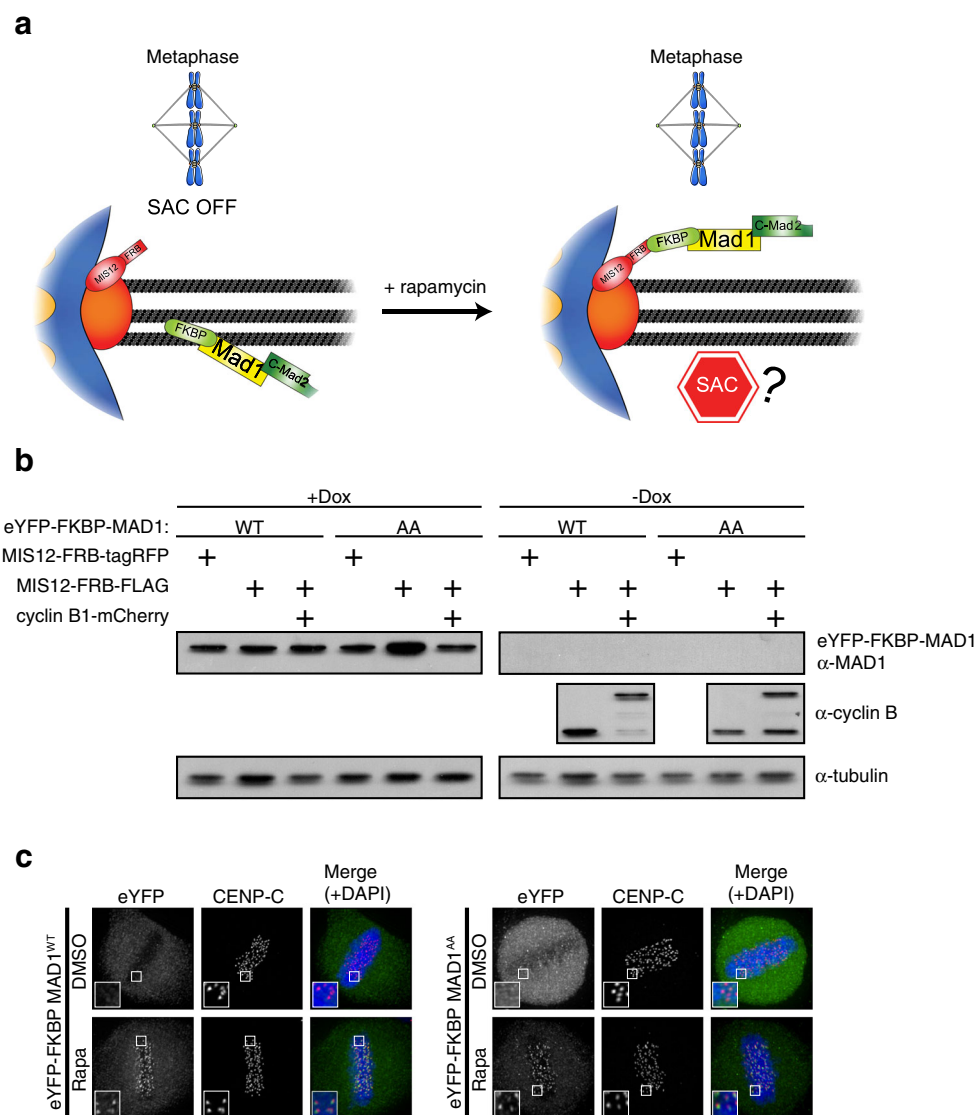 a
Metaphase
SAC OFF
MIS12
FRB
FKBP
Mad1
C-Mad2
+ rapamycin
Metaphase
MIS12
FRB
FKBP
Mad1
C-Mad2
SAC
?
b
+Dox
-Dox
eYFP-FKBP-MAD1: WT AA WT AA
MIS12-FRB-tagRFP + + + +
MIS12-FRB-FLAG + + + + + + + +
cyclin B1-mCherry + + + +
eYFP-FKBP-MAD1
α-MAD1
α-cyclin B
α-tubulin
c
eYFP CENP-C Merge (+DAPI)
eYFP-FKBP MAD1WT
DMSO
Rapa
eYFP CENP-C Merge (+DAPI)
eYFP-FKBP MAD1AA
DMSO
Rapa